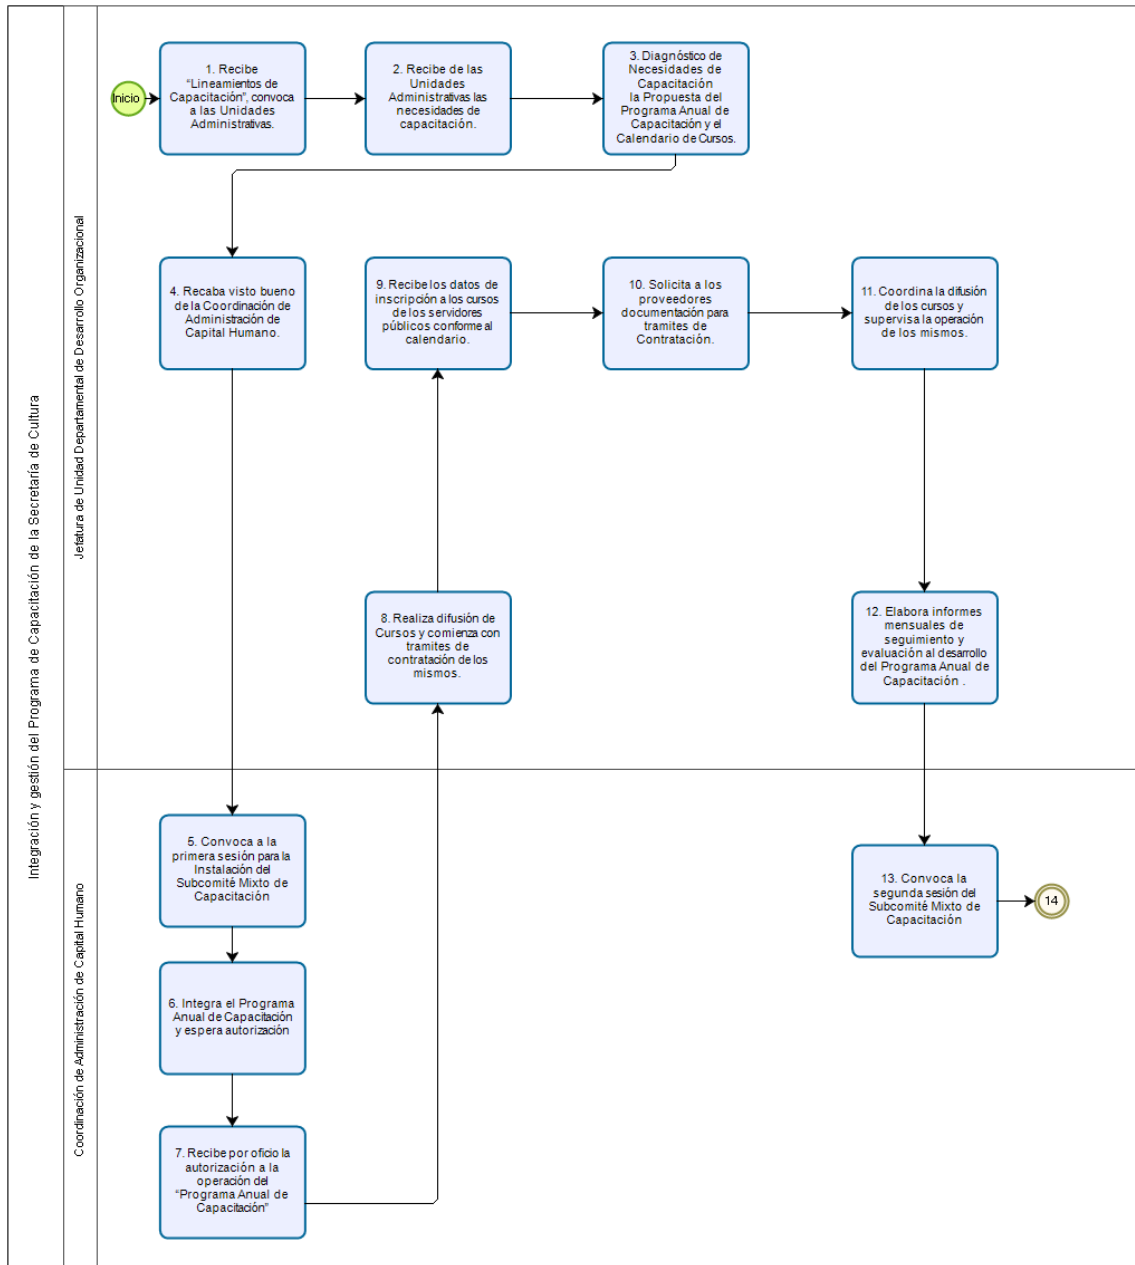 Integración y gestión del Programa de Capacitación de la Secretaría de Cultura
Jefatura de Unidad Departamental de Desarrollo Organizacional
Inicio
1. Recibe
“Lineamientos de
Capacitación”, convoca
a las Unidades
Administrativas.
2. Recibe de las
Unidades
Administrativas las
necesidades de
capacitación.
3. Diagnóstico de
Necesidades de
Capacitación
la Propuesta del
Programa Anual de
Capacitación y el
Calendario de Cursos.
4. Recaba visto bueno
de la Coordinación de
Administración de
Capital Humano.
9. Recibe los datos de
inscripción a los cursos
de los servidores
públicos conforme al
calendario.
10. Solicita a los
proveedores
documentación para
tramites de
Contratación.
11. Coordina la difusión
de los cursos y
supervisa la operación
de los mismos.
8. Realiza difusión de
Cursos y comienza con
tramites de
contratación de los
mismos.
12. Elabora informes
mensuales de
seguimiento y
evaluación al desarrollo
del Programa Anual de
Capacitación .
Coordinación de Administración de Capital Humano
5. Convoca a la
primera sesión para la
Instalación del
Subcomité Mixto de
Capacitación
6. Integra el Programa
Anual de Capacitación
y espera autorización
7. Recibe por oficio la
autorización a la
operación del
“Programa Anual de
Capacitación”
13. Convoca la
segunda sesión del
Subcomité Mixto de
Capacitación
14